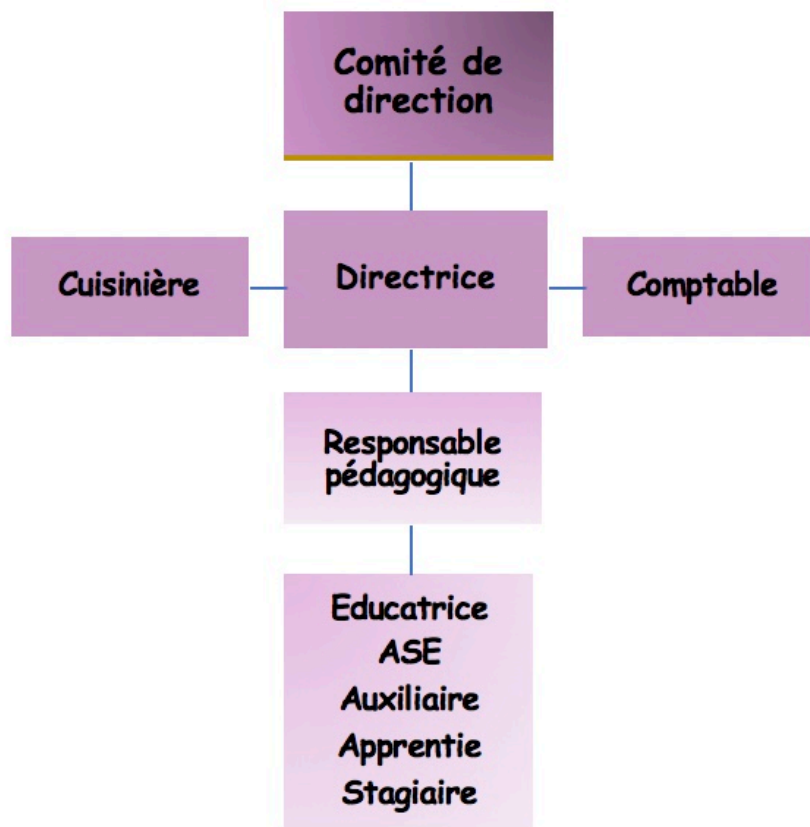 Comité de
direction
Cuisinière
Directrice
Comptable
Responsable
pédagogique
Educatrice
ASE
Auxiliaire
Apprentie
Stagiaire